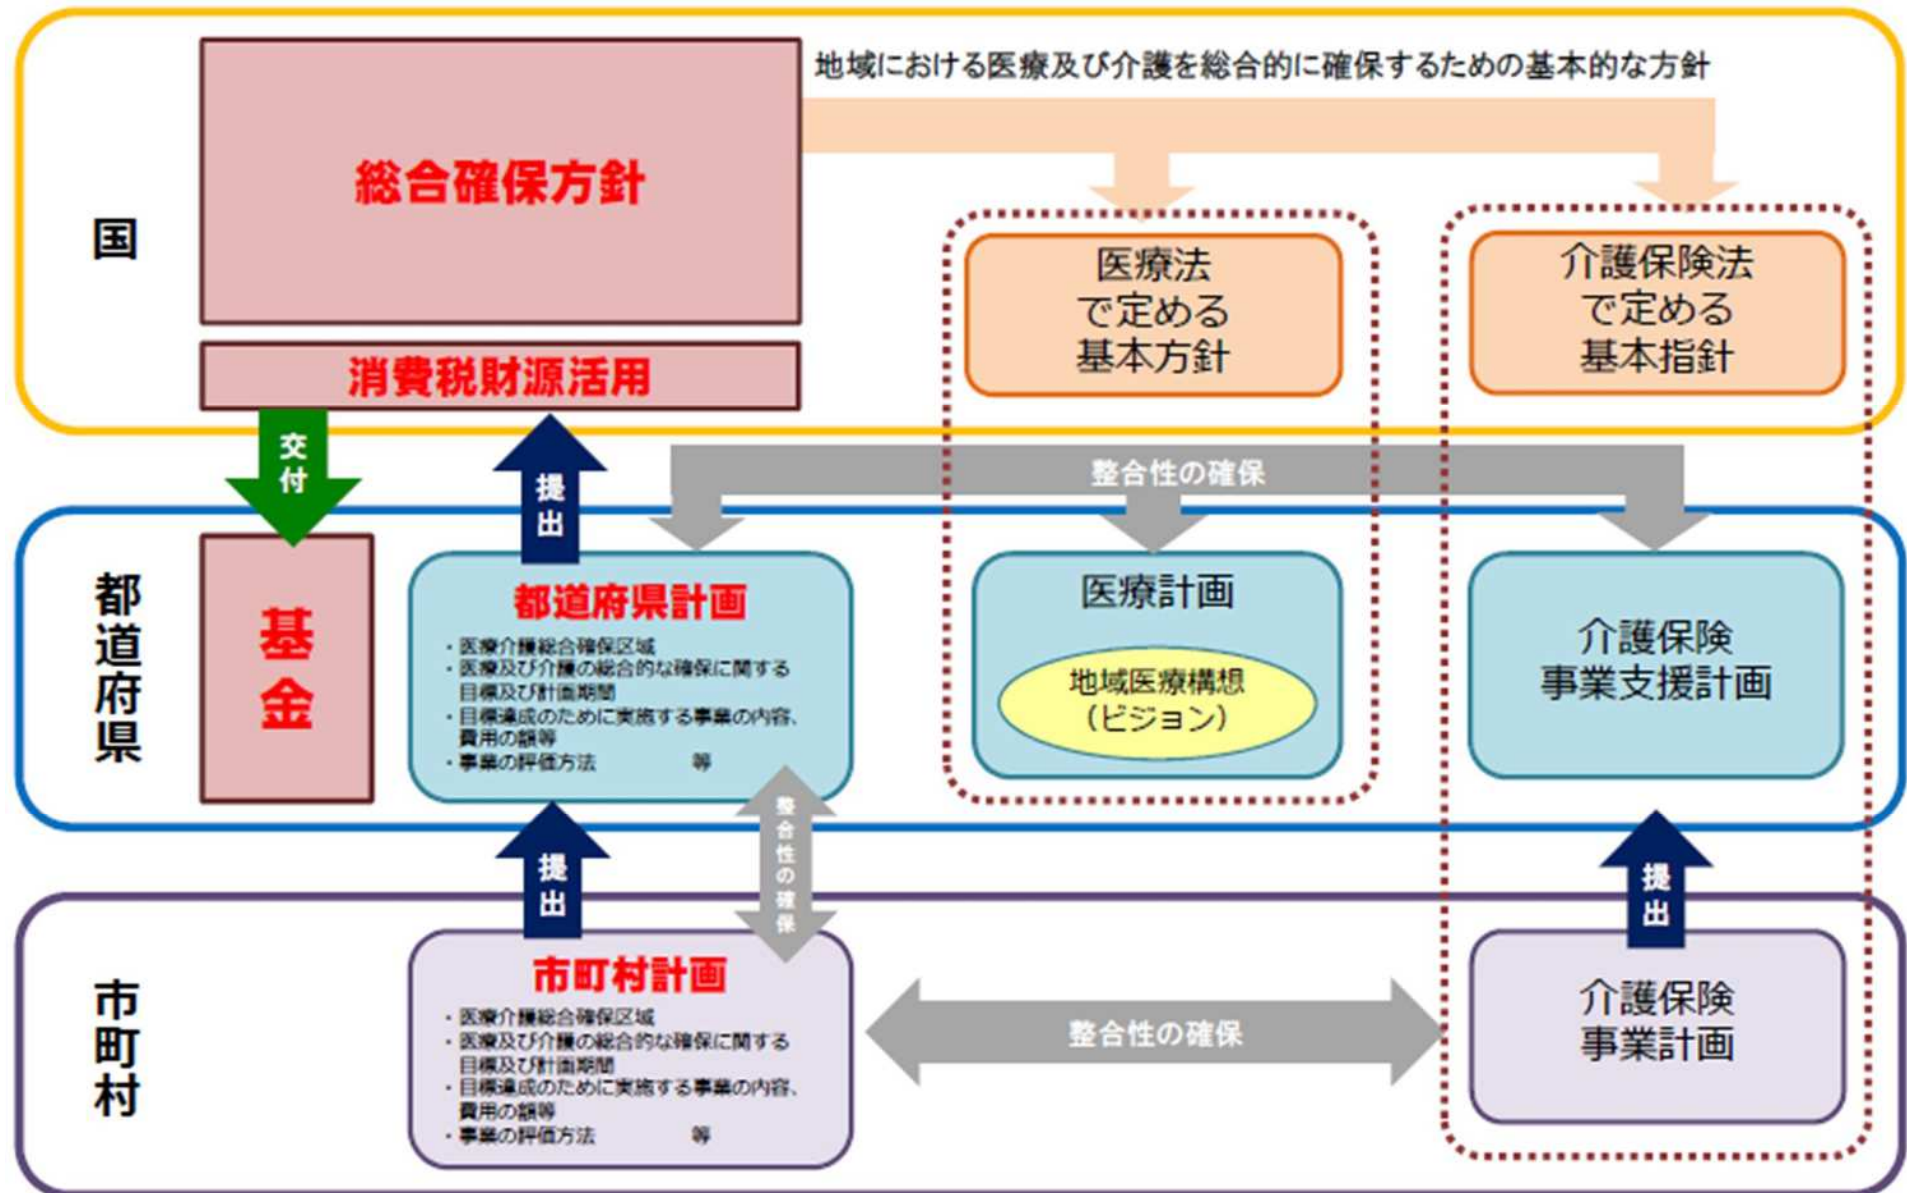 地域における医療及び介護を総合的に確保するための基本的な方針
国
総合確保方針
消費税財源活用
医療法
で定める
基本方針
介護保険法
で定める
基本指針
交付
提出
整合性の確保
都道府県
基金
都道府県計画
・医療介護総合確保区域
・医療及び介護の総合的な確保に関する
目標及び計画期間
・目標達成のために実施する事業の内容、
費用の額等
・事業の評価方法 等
医療計画
地域医療構想
（ビジョン）
介護保険
事業支援計画
提出
整合性の確保
提出
市町村
市町村計画
・医療介護総合確保区域
・医療及び介護の総合的な確保に関する
目標及び計画期間
・目標達成のために実施する事業の内容、
費用の額等
・事業の評価方法 等
整合性の確保
介護保険
事業計画